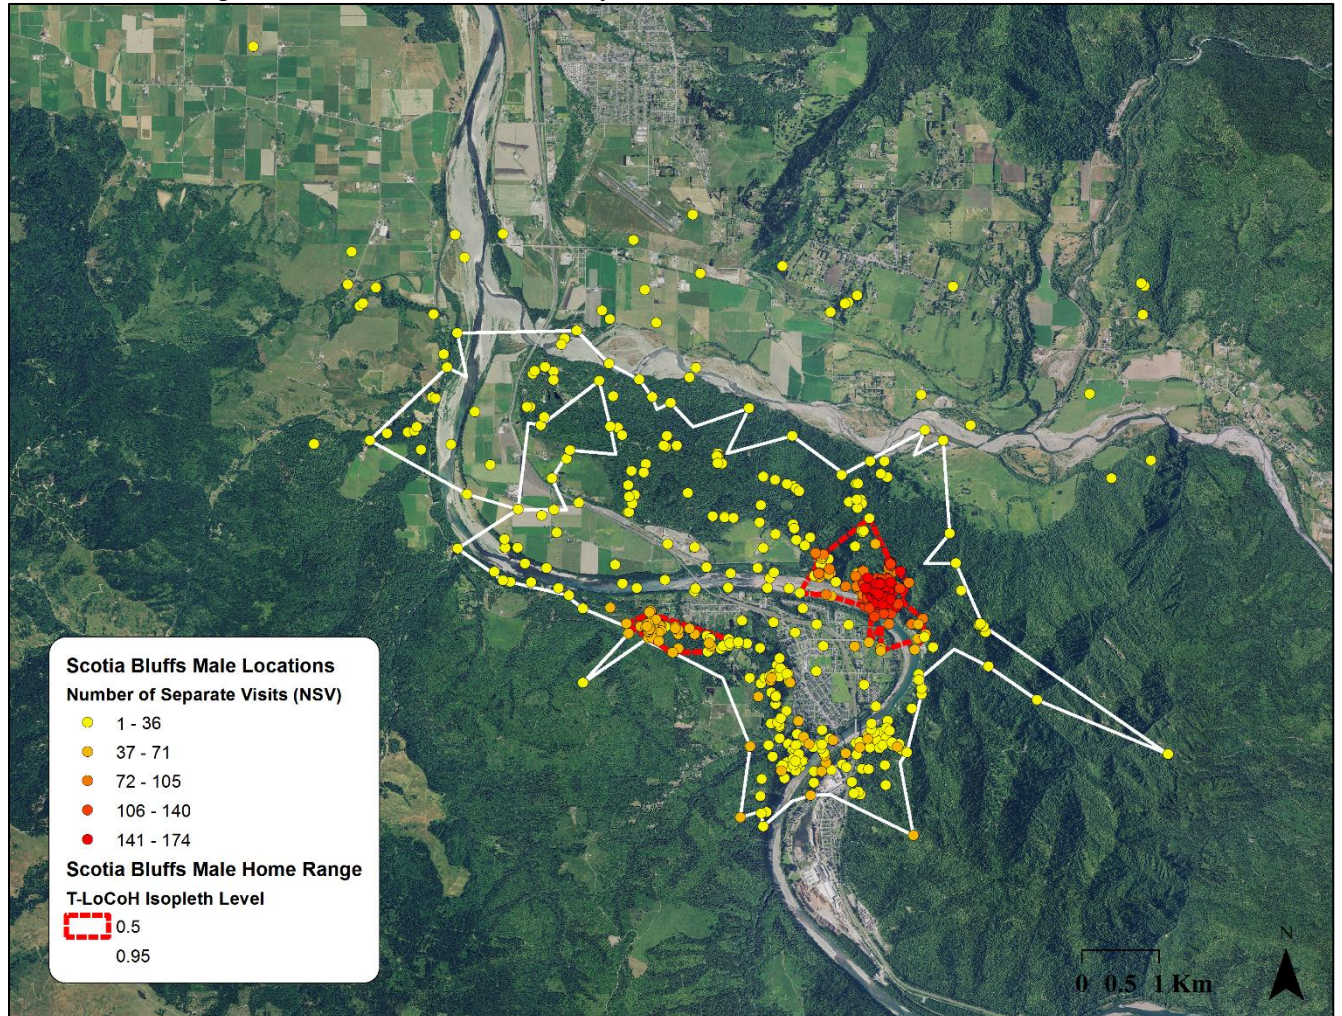 Scotia Bluffs Male Locations
Number of Separate Visits (NSV)
1 - 36
37 - 71
72 - 105
106 - 140
141 - 174
Scotia Bluffs Male Home Range
T-LoCoH Isopleth Level
0.5
0.95
N
0 0.5 1 Km